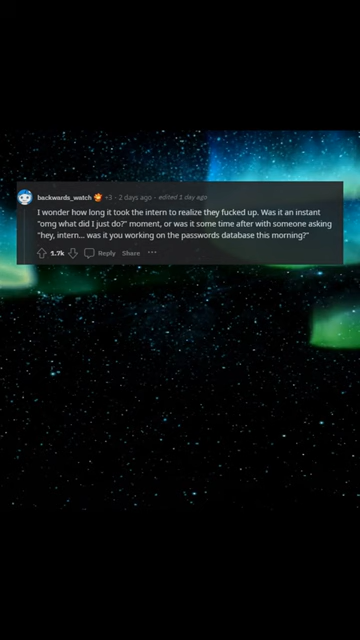 backwards_watch +3 · 2 days ago · edited 1 day ago
I wonder how long it took the intern to realize they fucked up. Was it an instant
"omg what did I just do?" moment, or was it some time after with someone asking
"hey, intern... was it you working on the passwords database this morning?"
1.7k Reply Share ···